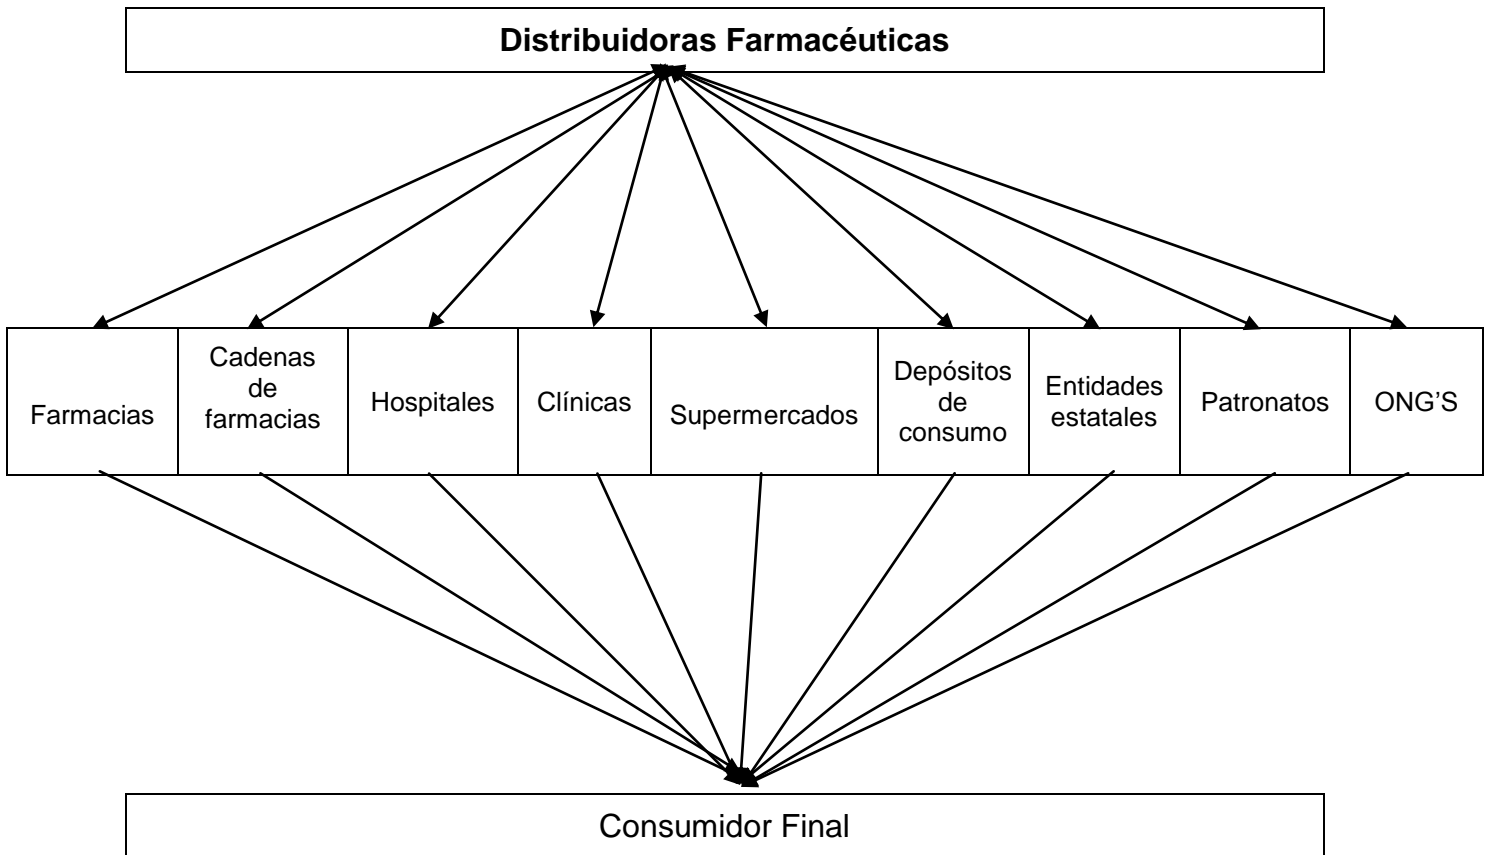 Distribuidoras Farmacéuticas
Farmacias
Cadenas
de
farmacias
Hospitales
Clínicas
Supermercados
Depósitos
de
consumo
Entidades
estatales
Patronatos
ONG’S
Consumidor Final